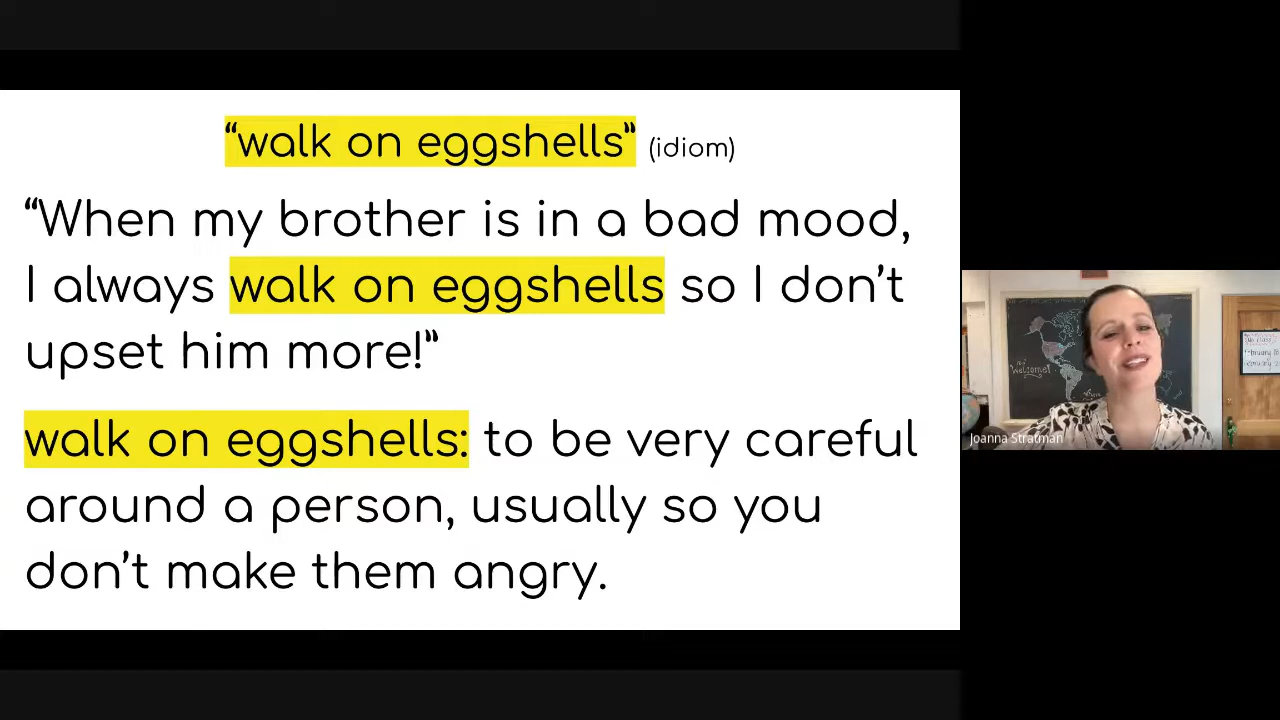 “walk on eggshells” (idiom)
“When my brother is in a bad mood,
I always walk on eggshells so I don’t
upset him more!”
walk on eggshells: to be very careful
around a person, usually so you
don’t make them angry.
Welcome!
Joanna Stratman